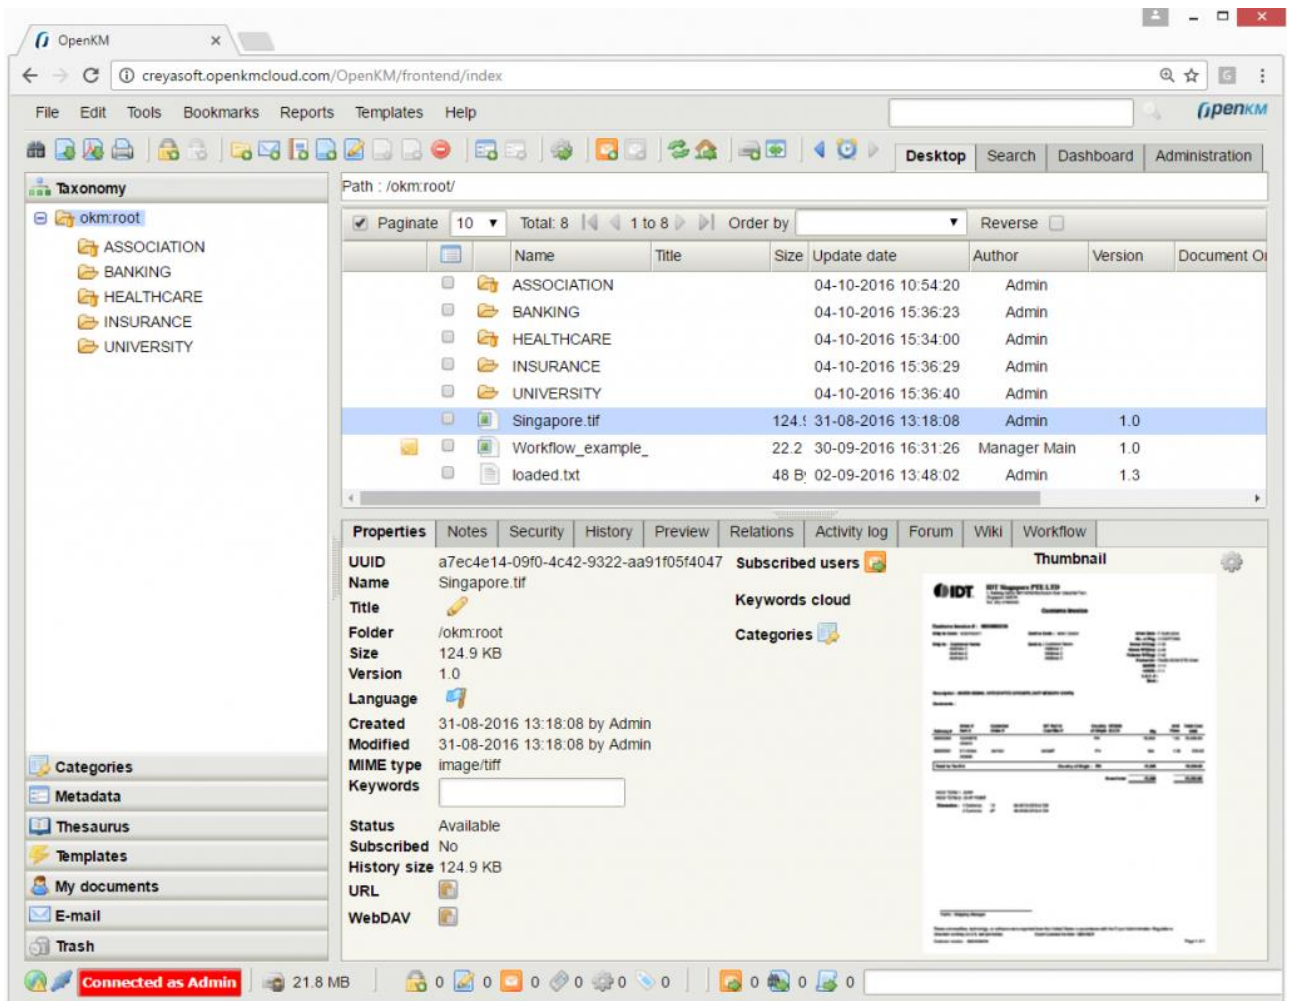 OpenKM
creyasoft.openkmcloud.com/OpenKM/frontend/index
File Edit Tools Bookmarks Reports Templates Help
OpenKM
Desktop Search Dashboard Administration
Taxonomy
Path : /okm:root/
okm:root
ASSOCIATION
BANKING
HEALTHCARE
INSURANCE
UNIVERSITY
Paginate 10 Total: 8 1 to 8 Order by Reverse
Name Title Size Update date Author Version Document
ASSOCIATION 04-10-2016 10:54:20 Admin
BANKING 04-10-2016 15:36:23 Admin
HEALTHCARE 04-10-2016 15:34:00 Admin
INSURANCE 04-10-2016 15:36:29 Admin
UNIVERSITY 04-10-2016 15:36:40 Admin
Singapore.tif 124.9 31-08-2016 13:18:08 Admin 1.0
Workflow_example_ 22.2 30-09-2016 16:31:26 Manager Main 1.0
loaded.txt 48 By 02-09-2016 13:48:02 Admin 1.3
Properties Notes Security History Preview Relations Activity log Forum Wiki Workflow
UUID a7ec4e14-09f0-4c42-9322-aa91f05f4047
Name Singapore.tif
Title
Folder /okm:root
Size 124.9 KB
Version 1.0
Language
Created 31-08-2016 13:18:08 by Admin
Modified 31-08-2016 13:18:08 by Admin
MIME type image/tiff
Keywords
Status Available
Subscribed No
History size 124.9 KB
URL
WebDAV
Subscribed users
Keywords cloud
Categories
Thumbnail
IDT IDT Singapore PTE LTD
Customs Invoice
Categories
Metadata
Thesaurus
Templates
My documents
E-mail
Trash
Connected as Admin 21.8 MB 0 0 0 0 0 0 0 0 0